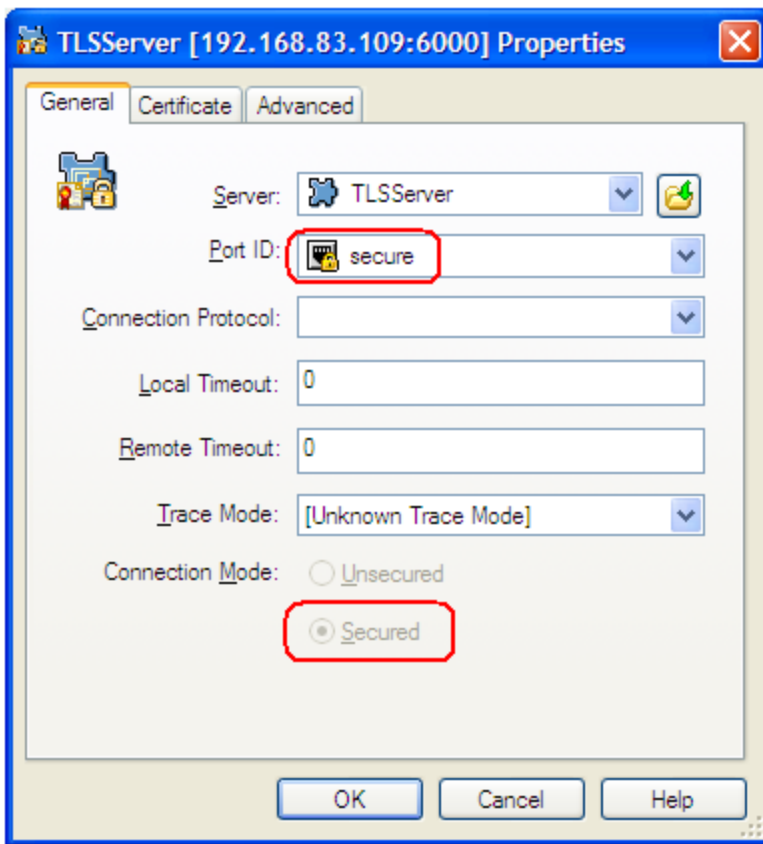 TLSServer [192.168.83.109:6000] Properties
General Certificate Advanced
Server: TLSServer
Port ID: secure
Connection Protocol:
Local Timeout: 0
Remote Timeout: 0
Trace Mode: [Unknown Trace Mode]
Connection Mode: Unsecured
Secured
OK Cancel Help